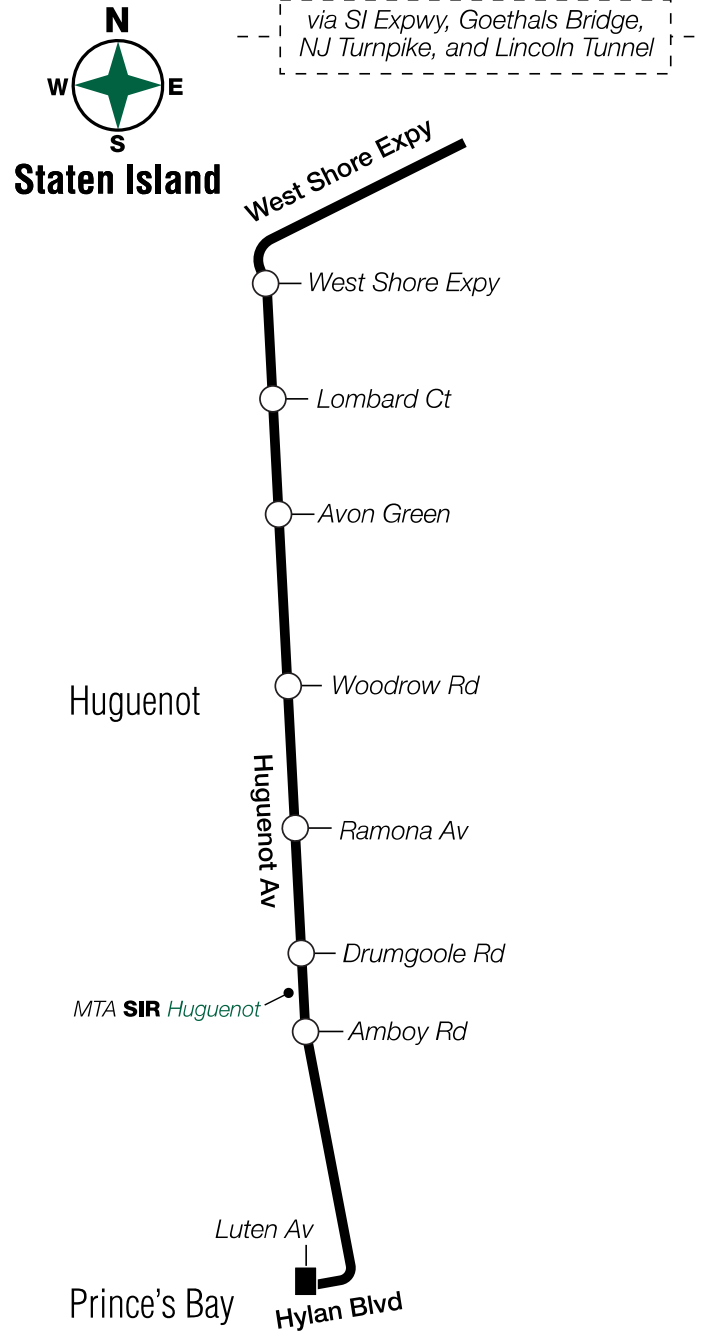 N
W E
S
Staten Island
via SI Expwy, Goethals Bridge,
NJ Turnpike, and Lincoln Tunnel
West Shore Expy
West Shore Expy
Lombard Ct
Avon Green
Woodrow Rd
Huguenot
Huguenot Av
Ramona Av
Drumgoole Rd
MTA SIR Huguenot
Amboy Rd
Luten Av
Prince's Bay
Hylan Blvd